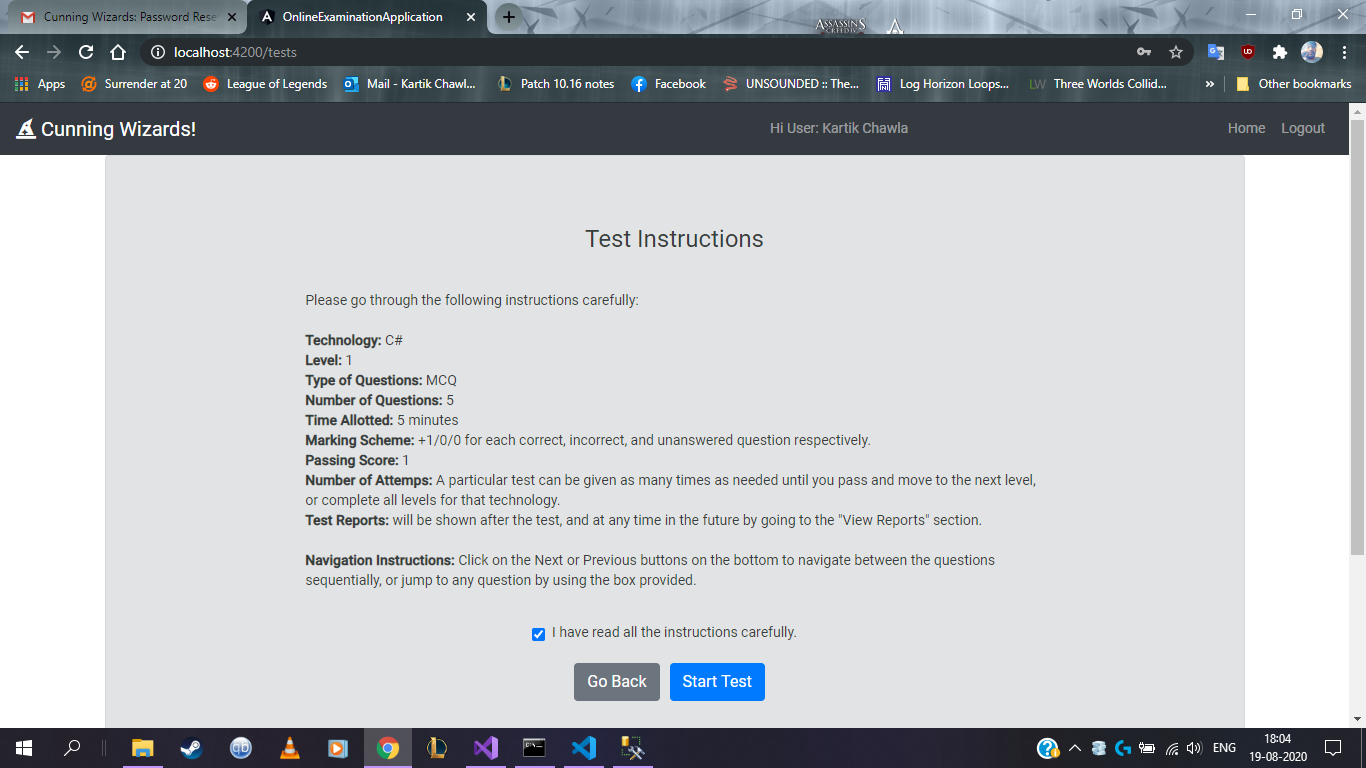 Cunning Wizards: Password Rese
OnlineExaminationApplication
ASSASSIN'S
localhost:4200/tests
Apps
Surrender at 20
League of Legends
Mail - Kartik Chawl...
Patch 10.16 notes
Facebook
UNSOUNDED :: The...
Log Horizon Loops...
LW
Three Worlds Collid...
»
Other bookmarks
Cunning Wizards!
Hi User: Kartik Chawla
Home
Logout
Test Instructions
Please go through the following instructions carefully:
Technology: C#
Level: 1
Type of Questions: MCQ
Number of Questions: 5
Time Allotted: 5 minutes
Marking Scheme: +1/0/0 for each correct, incorrect, and unanswered question respectively.
Passing Score: 1
Number of Attemps: A particular test can be given as many times as needed until you pass and move to the next level,
or complete all levels for that technology.
Test Reports: will be shown after the test, and at any time in the future by going to the "View Reports" section.
Navigation Instructions: Click on the Next or Previous buttons on the bottom to navigate between the questions
sequentially, or jump to any question by using the box provided.
I have read all the instructions carefully.
Go Back
Start Test
qb
ENG
18:04
19-08-2020